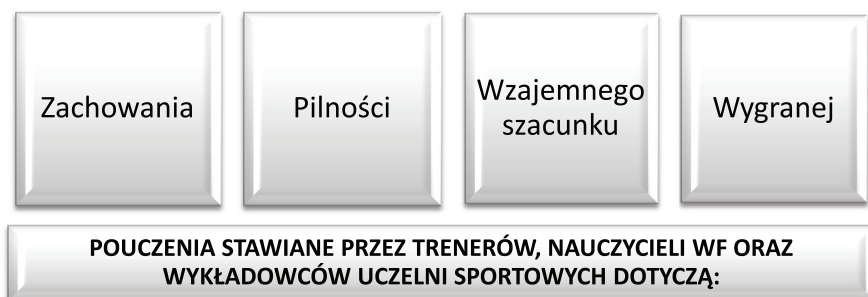 Zachowania
Pilności
Wzajemnego
szacunku
Wygranej
POUCZENIA STAWIANE PRZEZ TRENERÓW, NAUCZYCIELI WF ORAZ
WYKŁADOWCÓW UCZELNI SPORTOWYCH DOTYCZĄ: